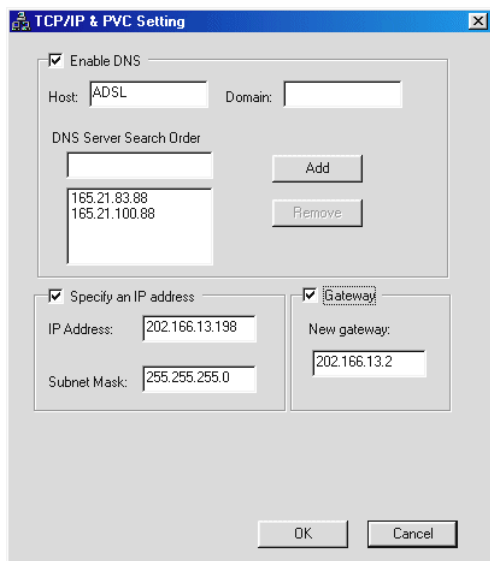 TCP/IP & PVC Setting
Enable DNS
Host: ADSL Domain:
DNS Server Search Order
Add
165.21.83.88
165.21.100.88
Remove
Specify an IP address
IP Address: 202.166.13.198
Subnet Mask: 255.255.255.0
Gateway
New gateway:
202.166.13.2
OK Cancel